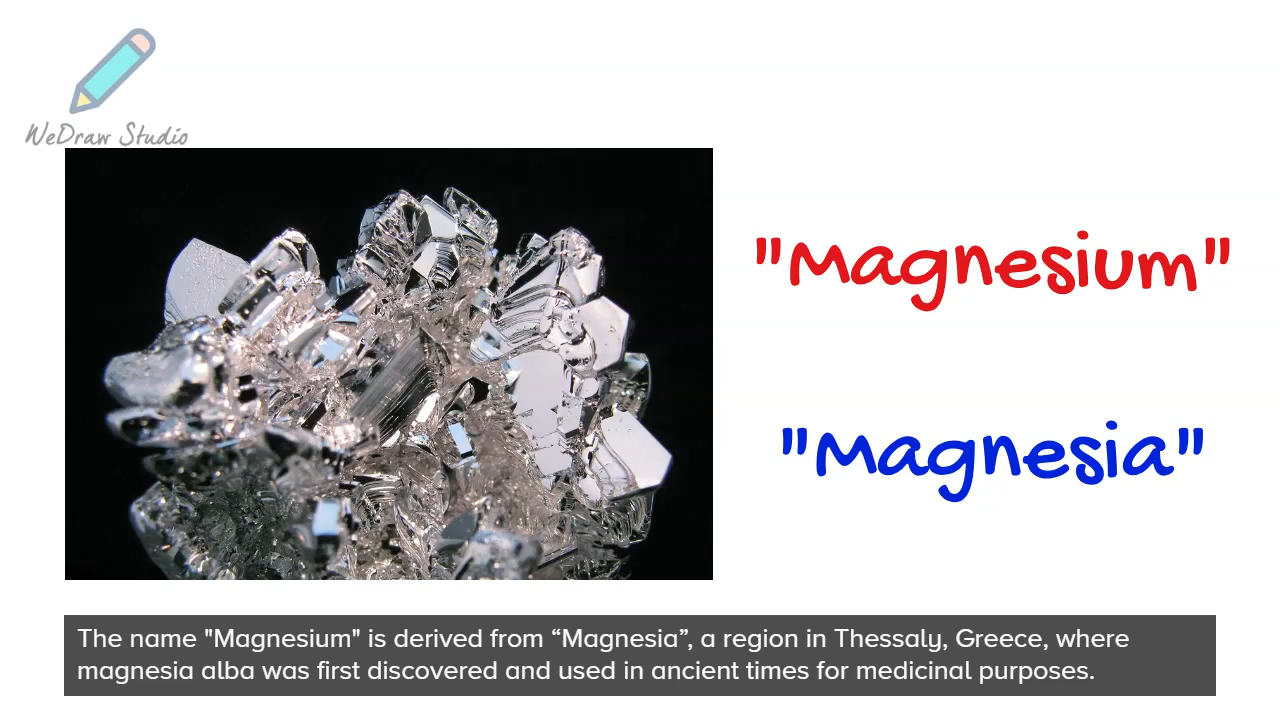 WeDraw Studio
"Magnesium"
"Magnesia"
The name "Magnesium" is derived from “Magnesia”, a region in Thessaly, Greece, where
magnesia alba was first discovered and used in ancient times for medicinal purposes.